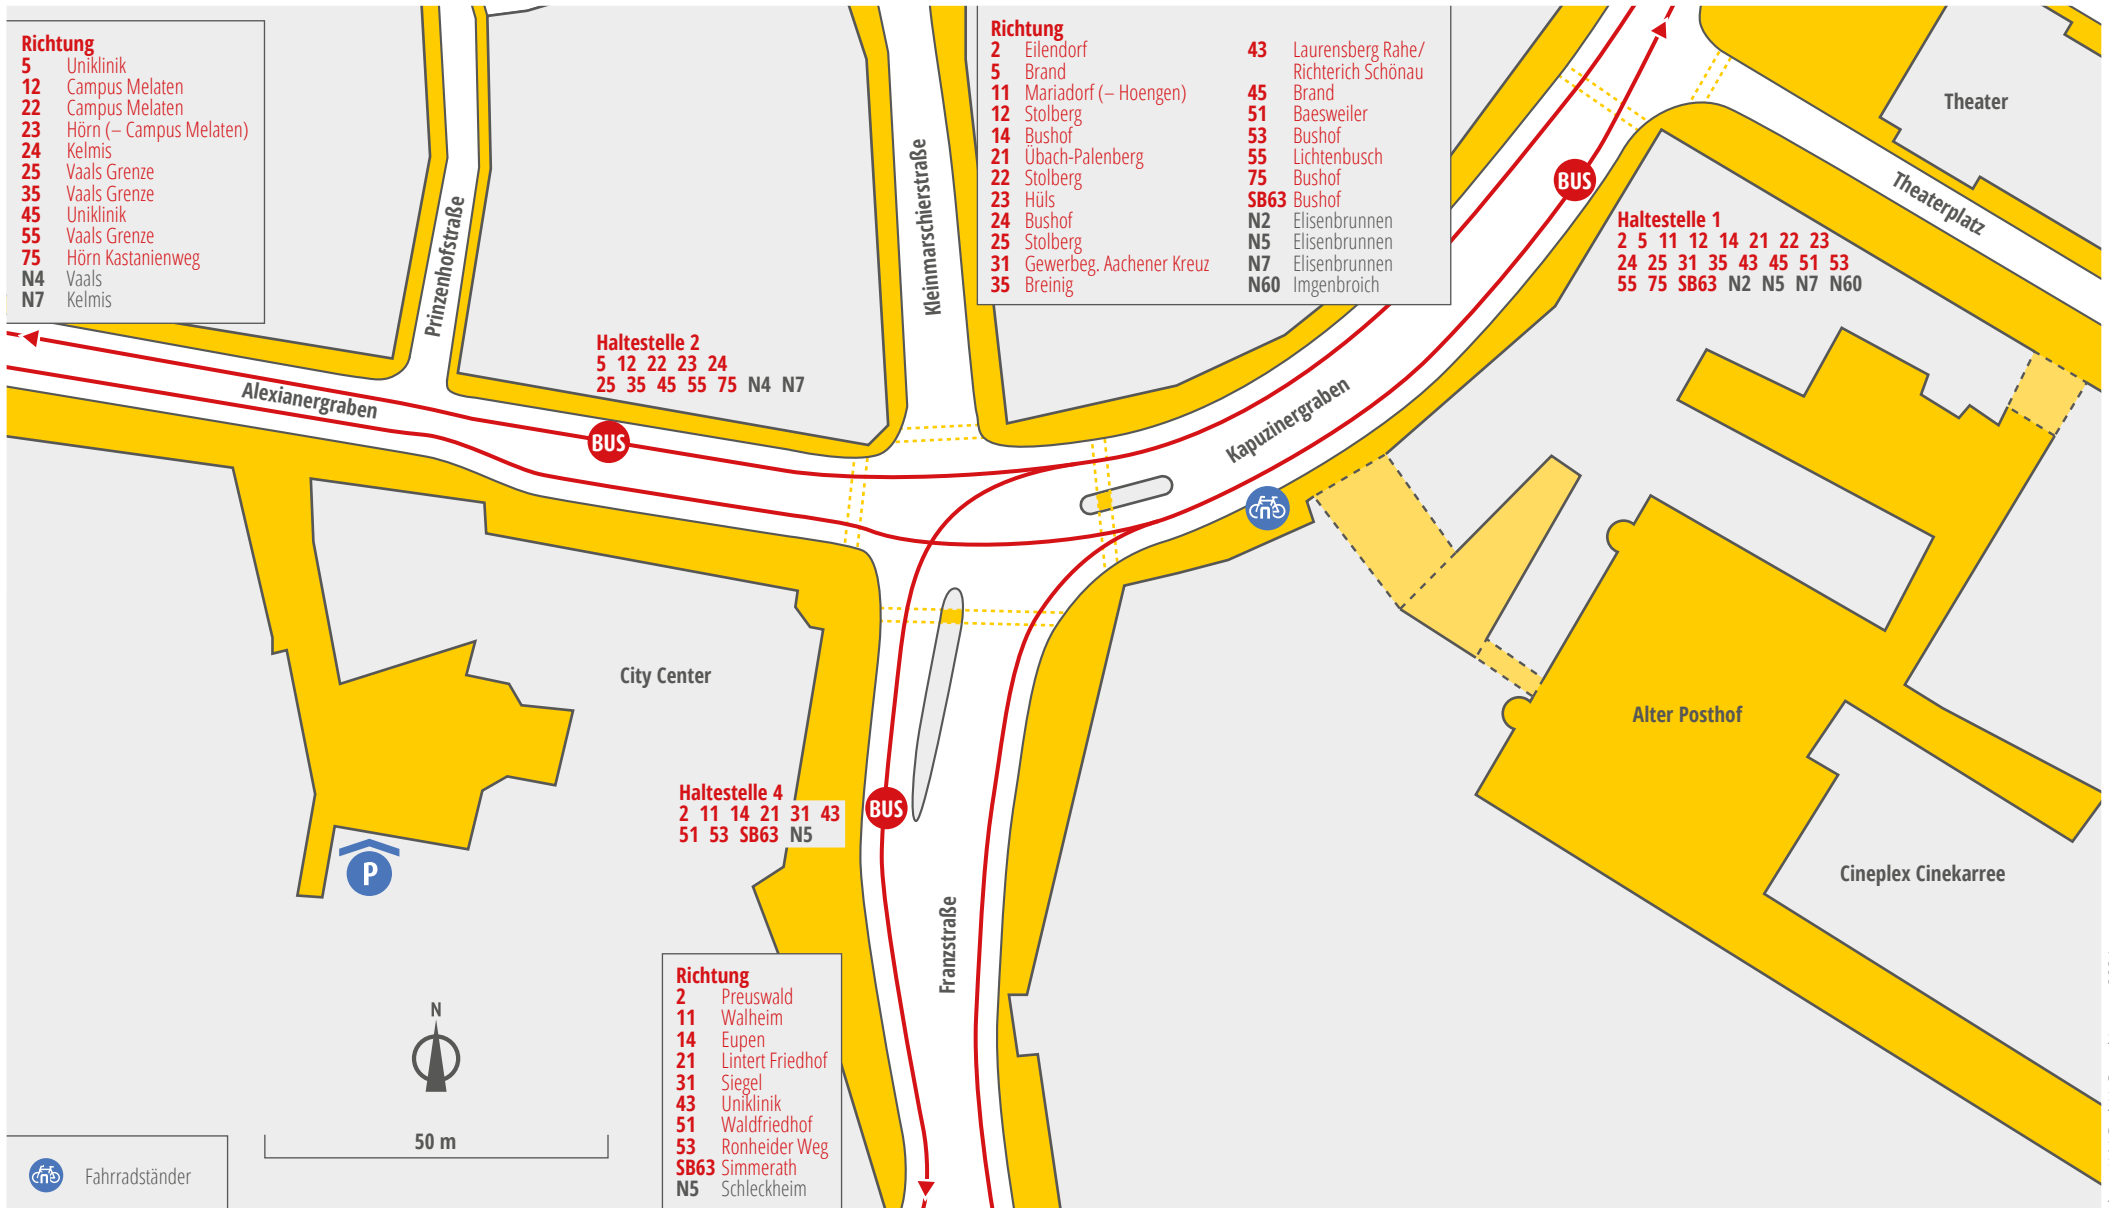 Richtung
5 Uniklinik
12 Campus Melaten
22 Campus Melaten
23 Hörn (– Campus Melaten)
24 Kelmis
25 Vaals Grenze
35 Vaals Grenze
45 Uniklinik
55 Vaals Grenze
75 Hörn Kastanienweg
N4 Vaals
N7 Kelmis
Richtung
2 Eilendorf
5 Brand
11 Mariadorf (– Hoengen)
12 Stolberg
14 Bushof
21 Übach-Palenberg
22 Stolberg
23 Hüls
24 Bushof
25 Stolberg
31 Gewerbeg. Aachener Kreuz
35 Breinig
43 Laurensberg Rahe/
Richterich Schönau
45 Brand
51 Baesweiler
53 Bushof
55 Lichtenbusch
75 Bushof
SB63 Bushof
N2 Elisenbrunnen
N5 Elisenbrunnen
N7 Elisenbrunnen
N60 Imgenbroich
Theater
Theaterplatz
BUS
Haltestelle 1
2 5 11 12 14 21 22 23
24 25 31 35 43 45 51 53
55 75 SB63 N2 N5 N7 N60
Prinzenhofstraße
Kleinmarschierstraße
Haltestelle 2
5 12 22 23 24
25 35 45 55 75 N4 N7
Alexianergraben
BUS
Kapuzinergraben
City Center
Alter Posthof
Haltestelle 4
2 11 14 21 31 43
51 53 SB63 N5
BUS
P
Cineplex Cinekarree
Franzstraße
Richtung
2 Preuswald
11 Walheim
14 Eupen
21 Lintert Friedhof
31 Siegel
43 Uniklinik
51 Waldfriedhof
53 Ronheider Weg
SB63 Simmerath
N5 Schleckheim
N
50 m
Fahrradständer